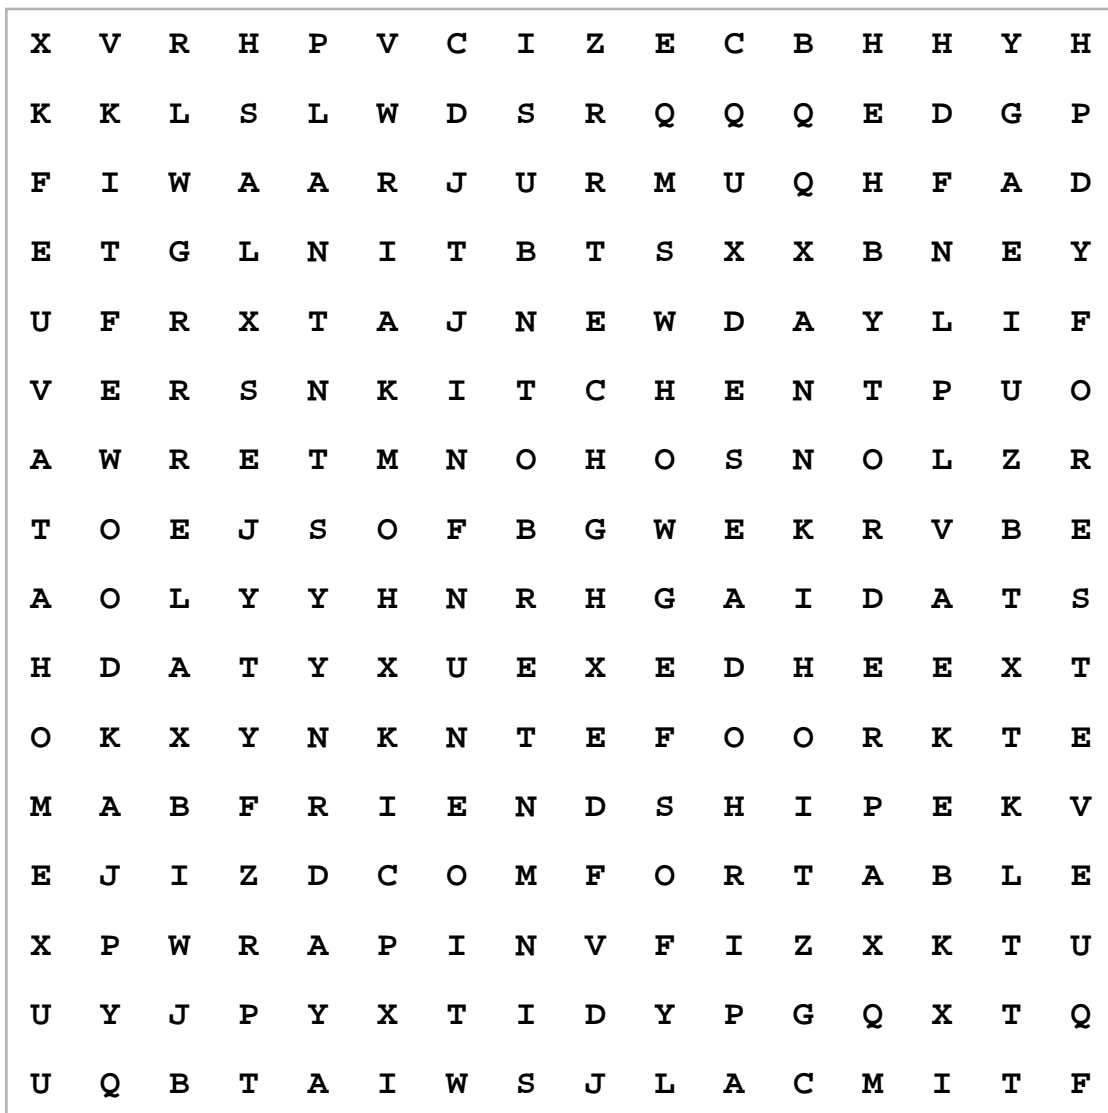 X V R H P V C I Z E C B H H Y H
K K L S L W D S R Q Q Q E D G P
F I W A A R J U R M U Q H F A D
E T G L N I T B T S X X B N E Y
U F R X T A J N E W D A Y L I F
V E R S N K I T C H E N T P U O
A W R E T M N O H O S N O L Z R
T O E J S O F B G W E K R V B E
A O L Y Y H N R H G A I D A T S
H D A T Y X U E X E D H E E X T
O K X Y N K N T E F O O R K T E
M A B F R I E N D S H I P E K V
E J I Z D C O M F O R T A B L E
X P W R A P I N V F I Z X K T U
U Y J P Y X T I D Y P G Q X T Q
U Q B T A I W S J L A C M I T F